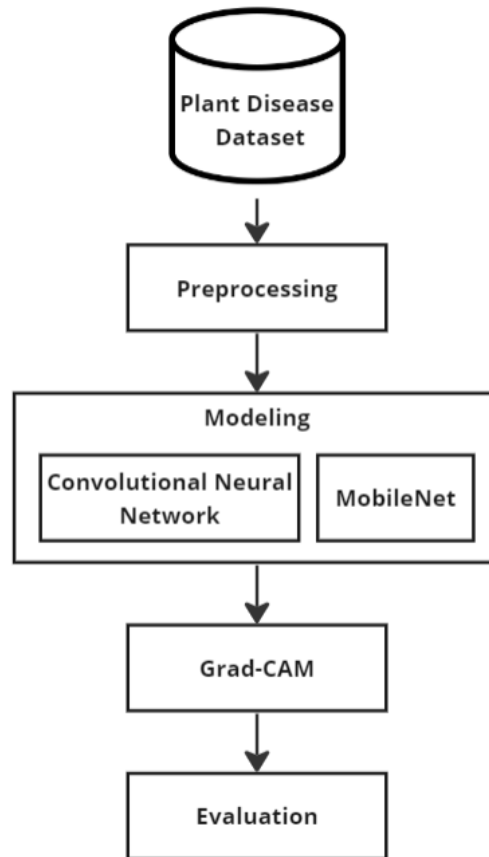 Plant Disease
Dataset
Preprocessing
Modeling
Convolutional Neural
Network
MobileNet
Grad-CAM
Evaluation